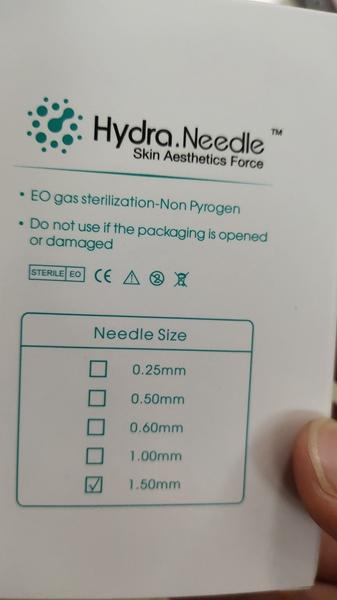 Hydra.Needle™
Skin Aesthetics Force
• EO gas sterilization-Non Pyrogen
• Do not use if the packaging is opened
or damaged
STERILE EO CE
Needle Size
0.25mm
0.50mm
0.60mm
1.00mm
1.50mm